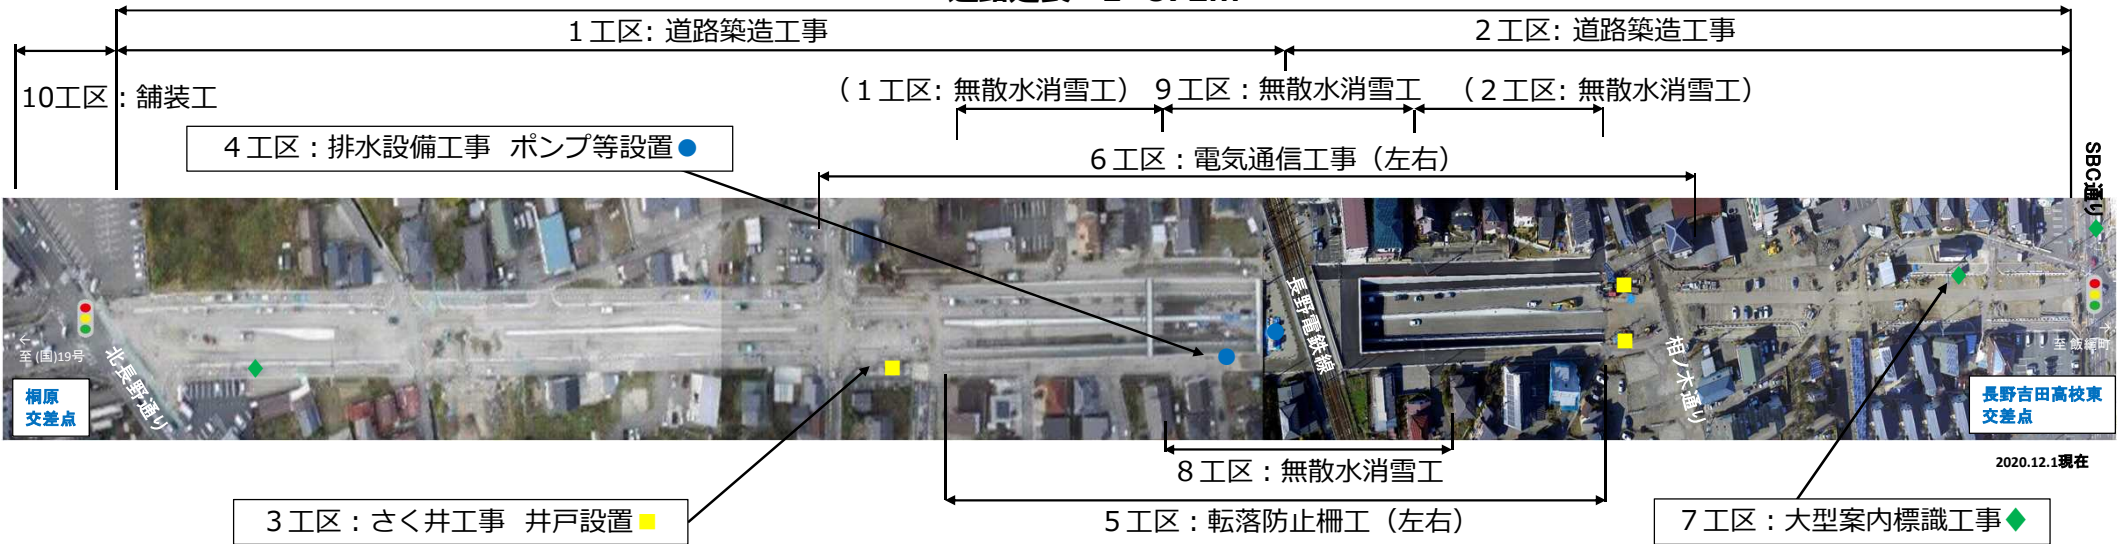 1工区: 道路築造工事
2工区: 道路築造工事
10工区：舗装工
（1工区: 無散水消雪工）
9工区：無散水消雪工
（2工区: 無散水消雪工）
4工区：排水設備工事 ポンプ等設置●
6工区：電気通信工事（左右）
SBC通り
←
至(国)19号
北長野通り
桐原
交差点
長野電鉄線
相ノ木通り
至飯綱町
長野吉田高校東
交差点
2020.12.1現在
8工区：無散水消雪工
3工区：さく井工事 井戸設置■
5工区：転落防止柵工（左右）
7工区：大型案内標識工事◆